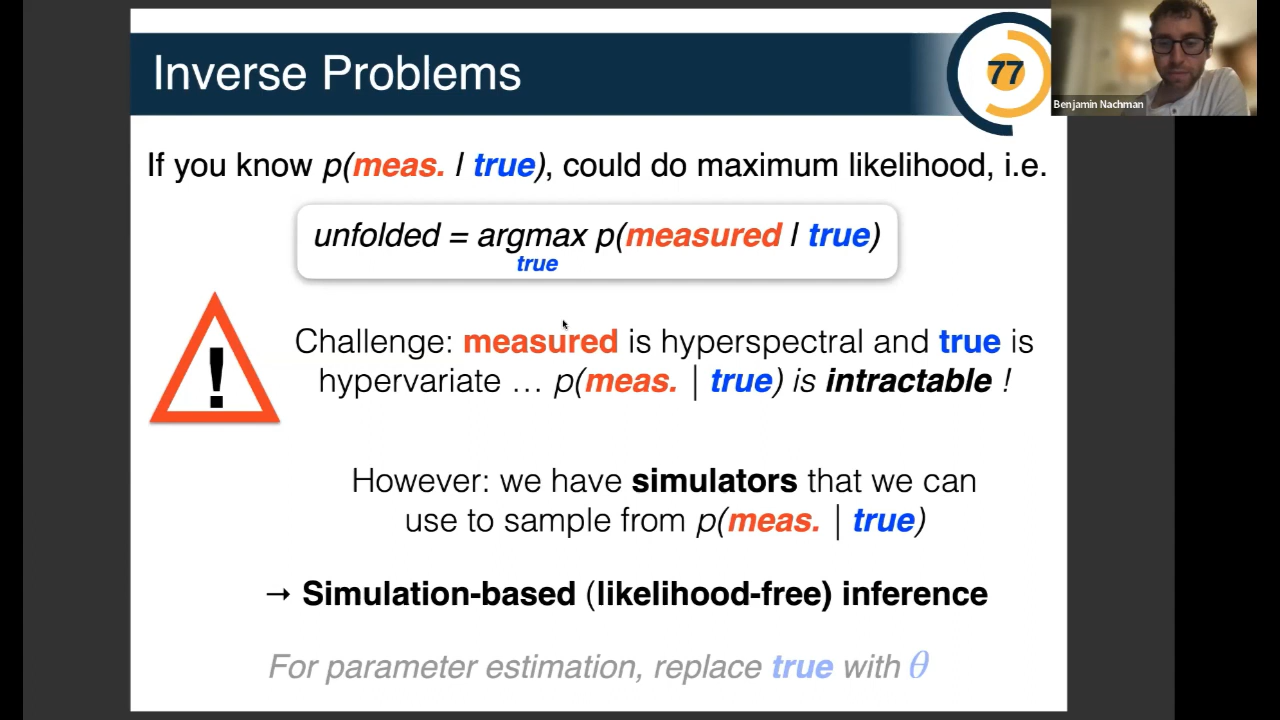 Inverse Problems
77
Benjamin Nachman
If you know p(meas. | true), could do maximum likelihood, i.e.
unfolded = argmax p(measured | true)
true
!
Challenge: measured is hyperspectral and true is
hypervariate … p(meas. | true) is intractable !
However: we have simulators that we can
use to sample from p(meas. | true)
→ Simulation-based (likelihood-free) inference
For parameter estimation, replace true with θ